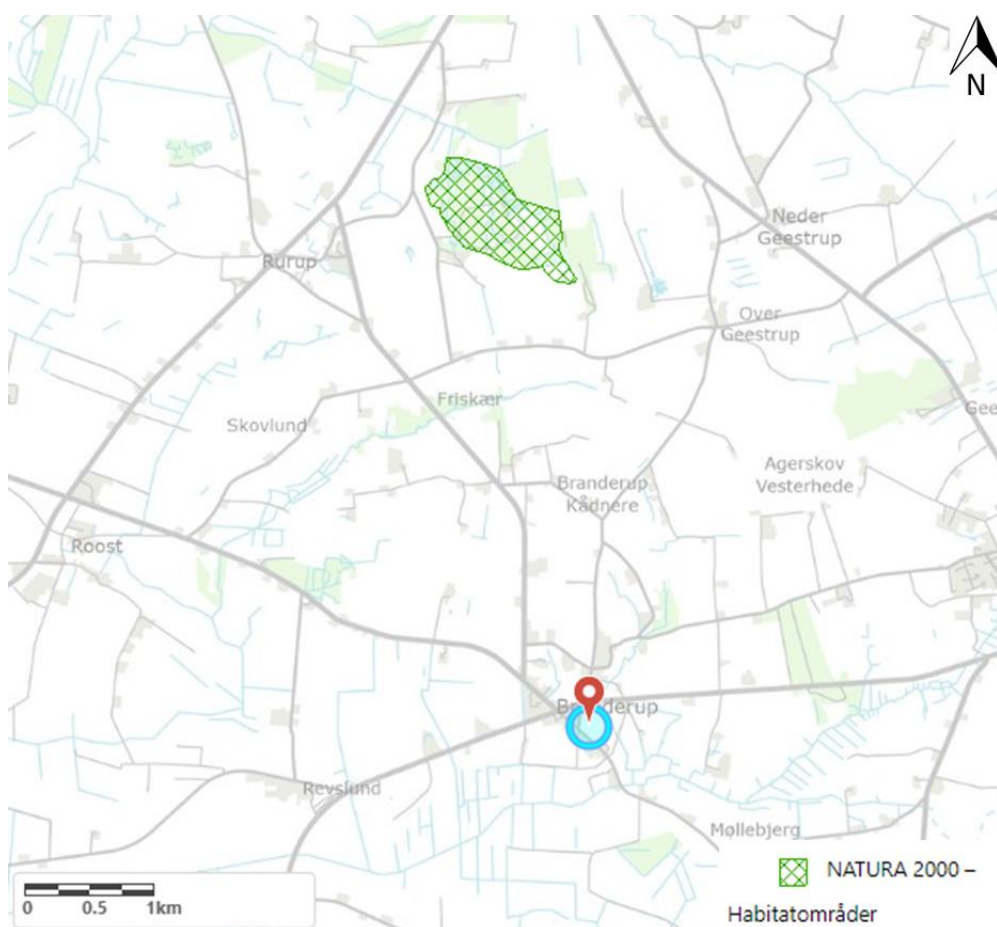 N
Neder
Geestrup
Rurup
Over
Geestrup
Friskær
Skovlund
Gee
Agerskov
Vesterhede
Branderup
Kådnere
Roost
Branderup
Revslund
Møllebjerg
0 0.5 1km
NATURA 2000 –
Habitatområder